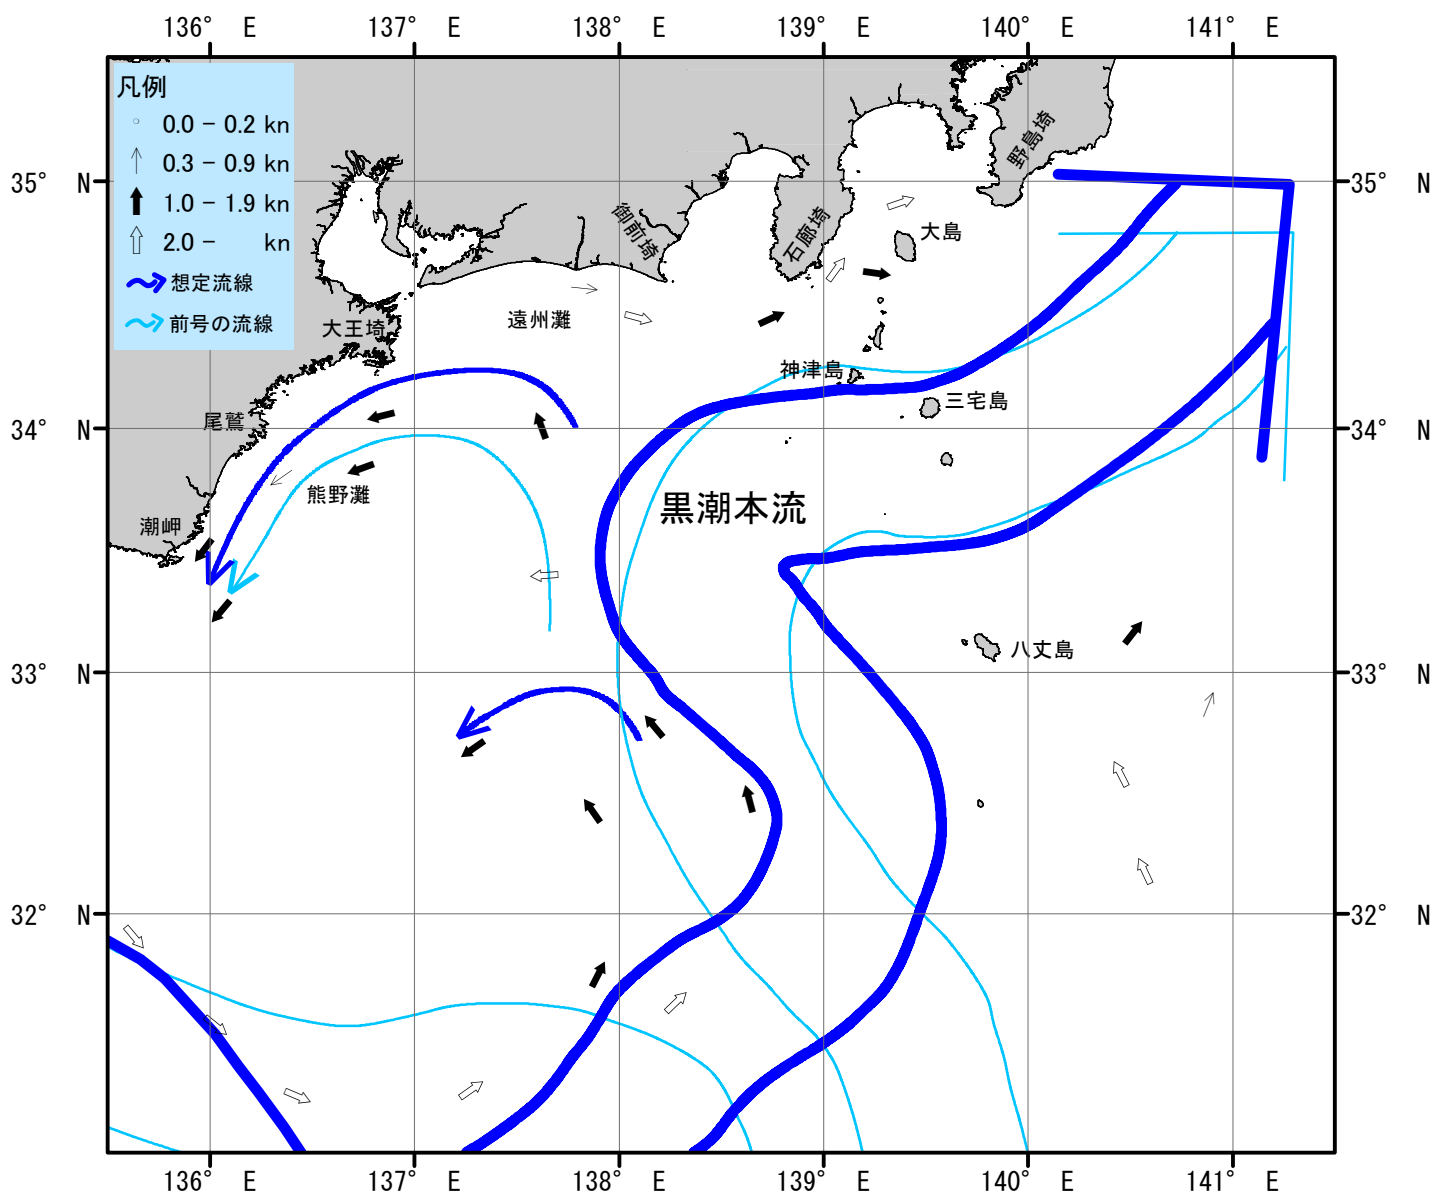 136° E 137° E 138° E 139° E 140° E 141° E
凡例
0.0 - 0.2 kn
0.3 - 0.9 kn
1.0 - 1.9 kn
2.0 - kn
想定流線
前号の流線
野島埼
35° N
35° N
御前埼
石廊埼
大島
遠州灘
大王埼
神津島
三宅島
尾鷲
34° N
34° N
熊野灘
黒潮本流
潮岬
八丈島
33° N
33° N
32° N
32° N
136° E 137° E 138° E 139° E 140° E 141° E